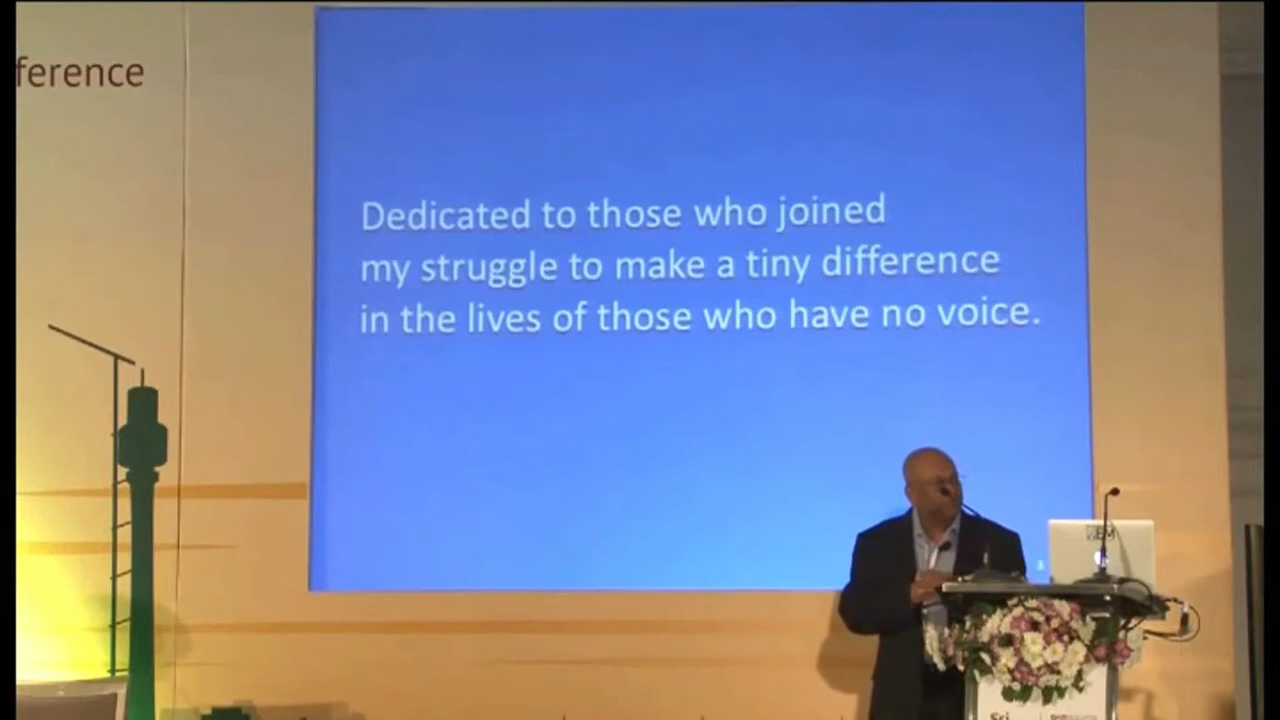 ference
Dedicated to those who joined
my struggle to make a tiny difference
in the lives of those who have no voice.
Sri